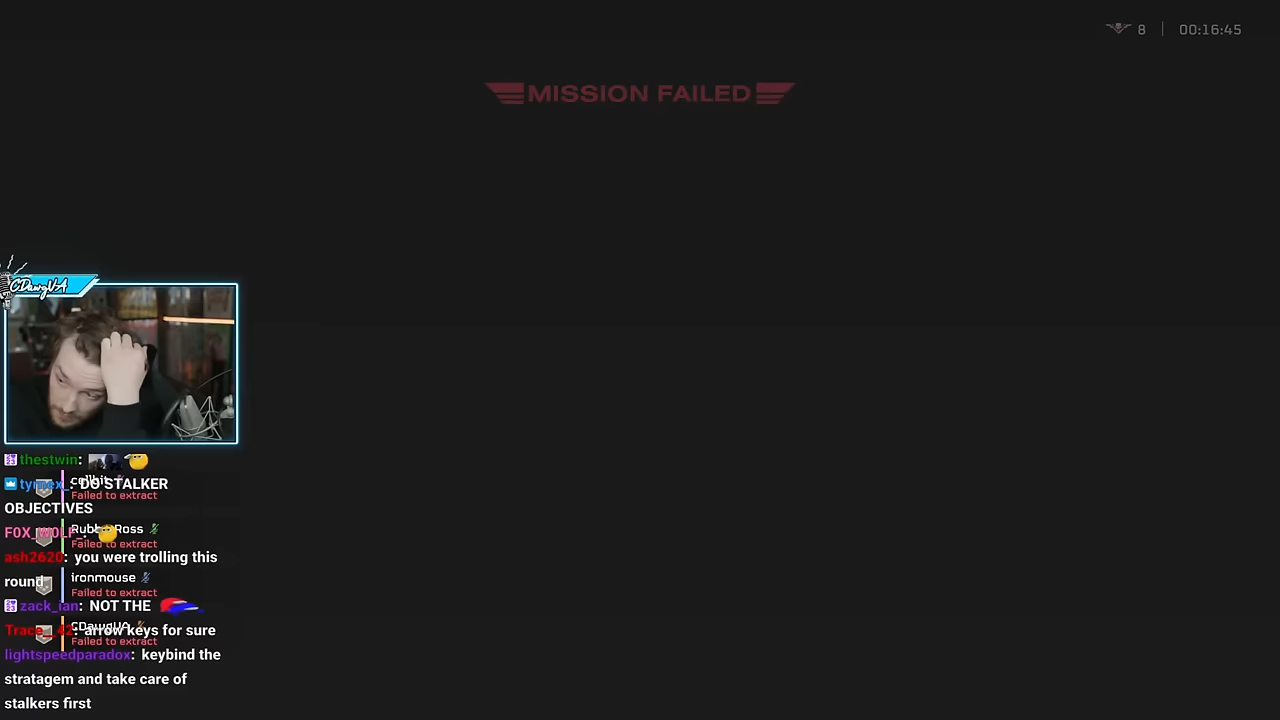 8 | 00:16:45
MISSION FAILED
CDawgVA
thestwin:
DO STALKER
Failed to extract
OBJECTIVES
F0X_W0LF_:
Failed to extract
ash2620: you were trolling this
round
ironmouse
Failed to extract
zack_ian: NOT THE
CDawgVA
Trace__42: arrow keys for sure
Failed to extract
lightspeedparadox: keybind the
stratagem and take care of
stalkers first